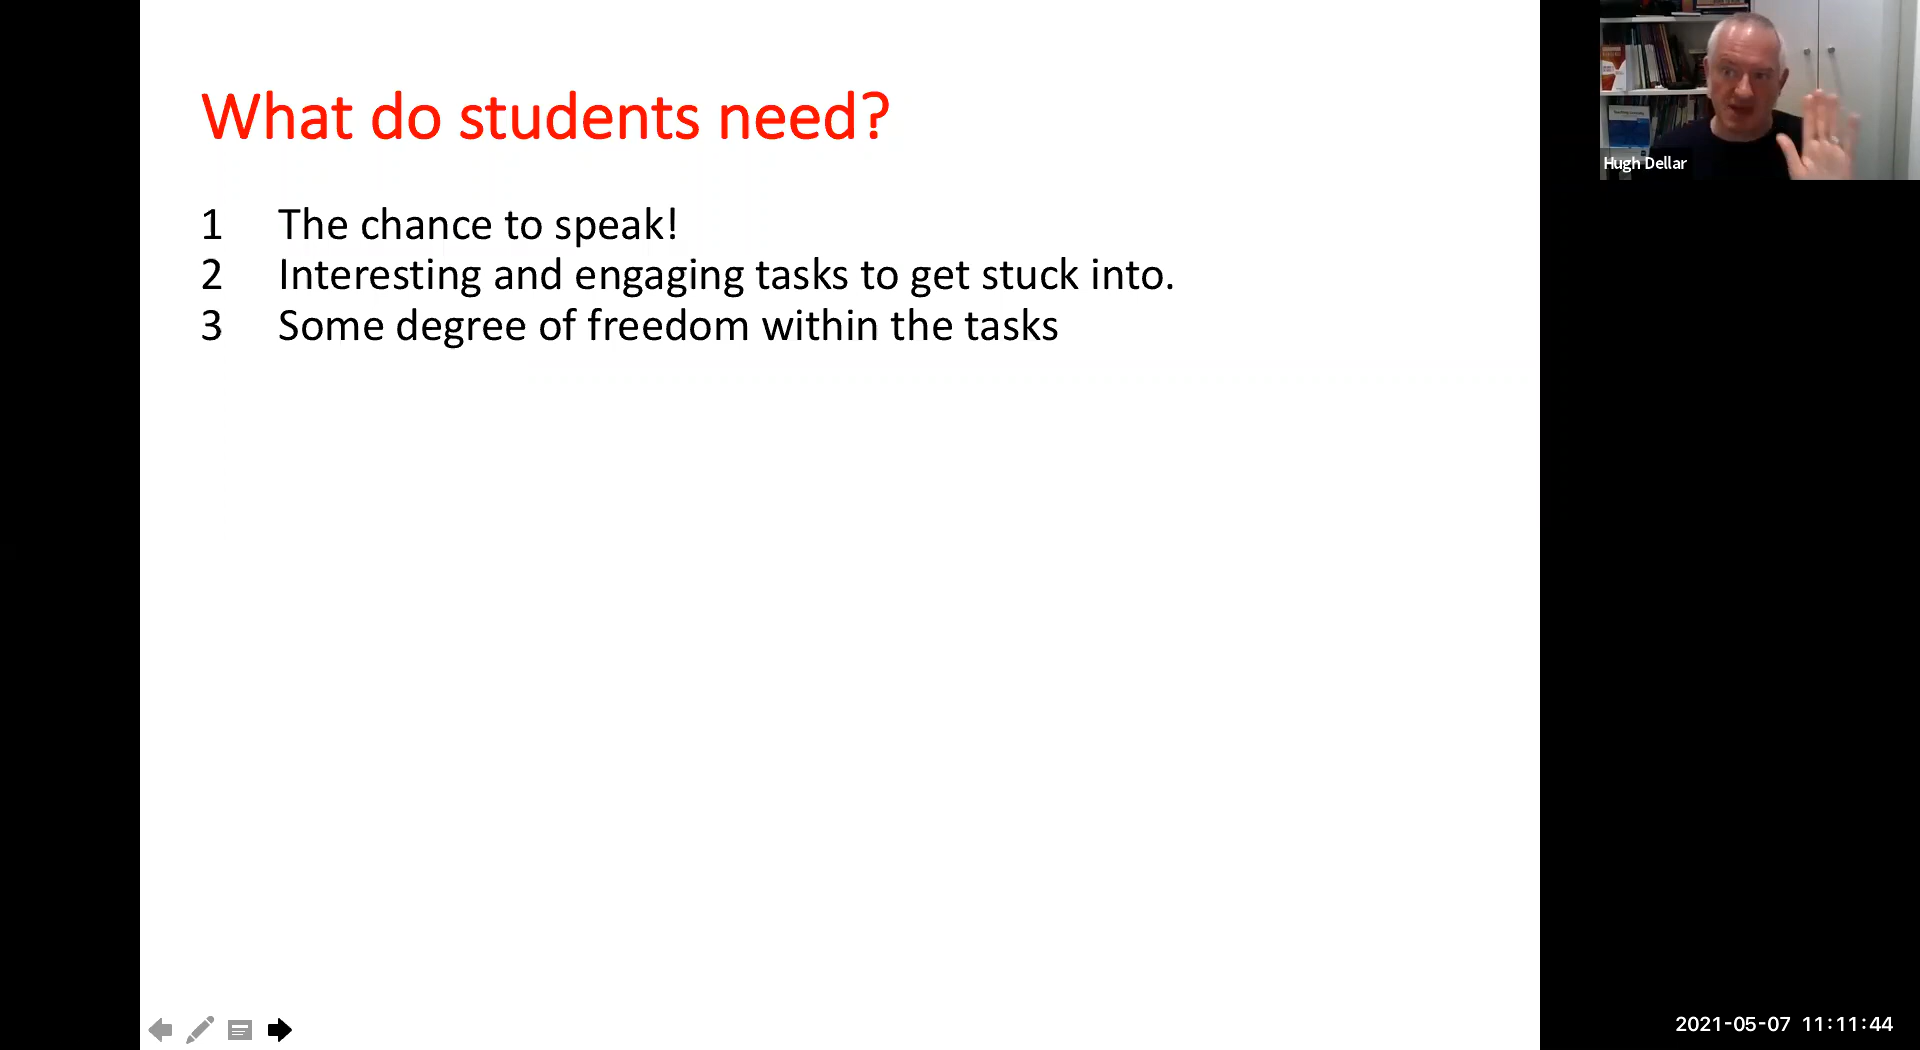 What do students need?
1 The chance to speak!
2 Interesting and engaging tasks to get stuck into.
3 Some degree of freedom within the tasks
Hugh Dellar
2021-05-07 11:11:44